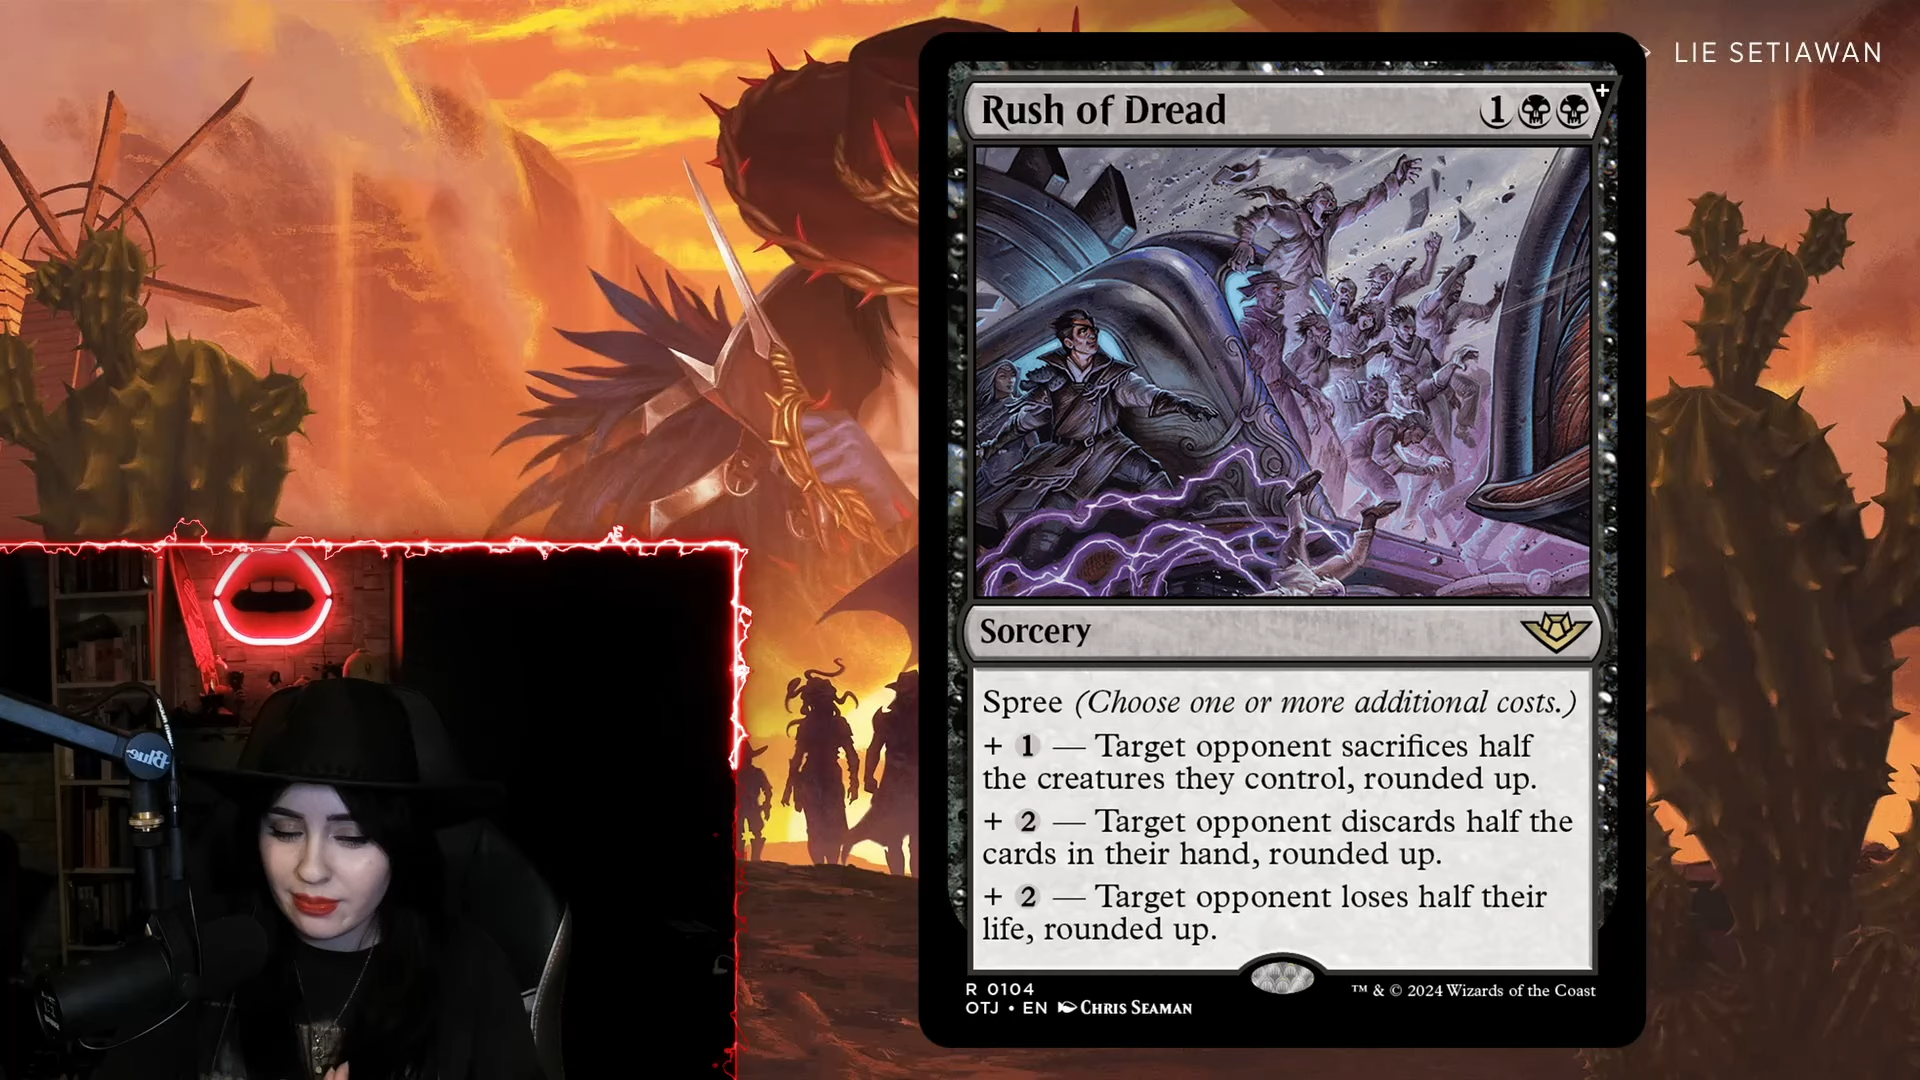 LIE SETIAWAN
Rush of Dread
1
Sorcery
Spree (Choose one or more additional costs.)
+ 1 — Target opponent sacrifices half
the creatures they control, rounded up.
+ 2 — Target opponent discards half the
cards in their hand, rounded up.
+ 2 — Target opponent loses half their
life, rounded up.
R 0104
OTJ • EN Chris Seaman
™ & © 2024 Wizards of the Coast
Blue